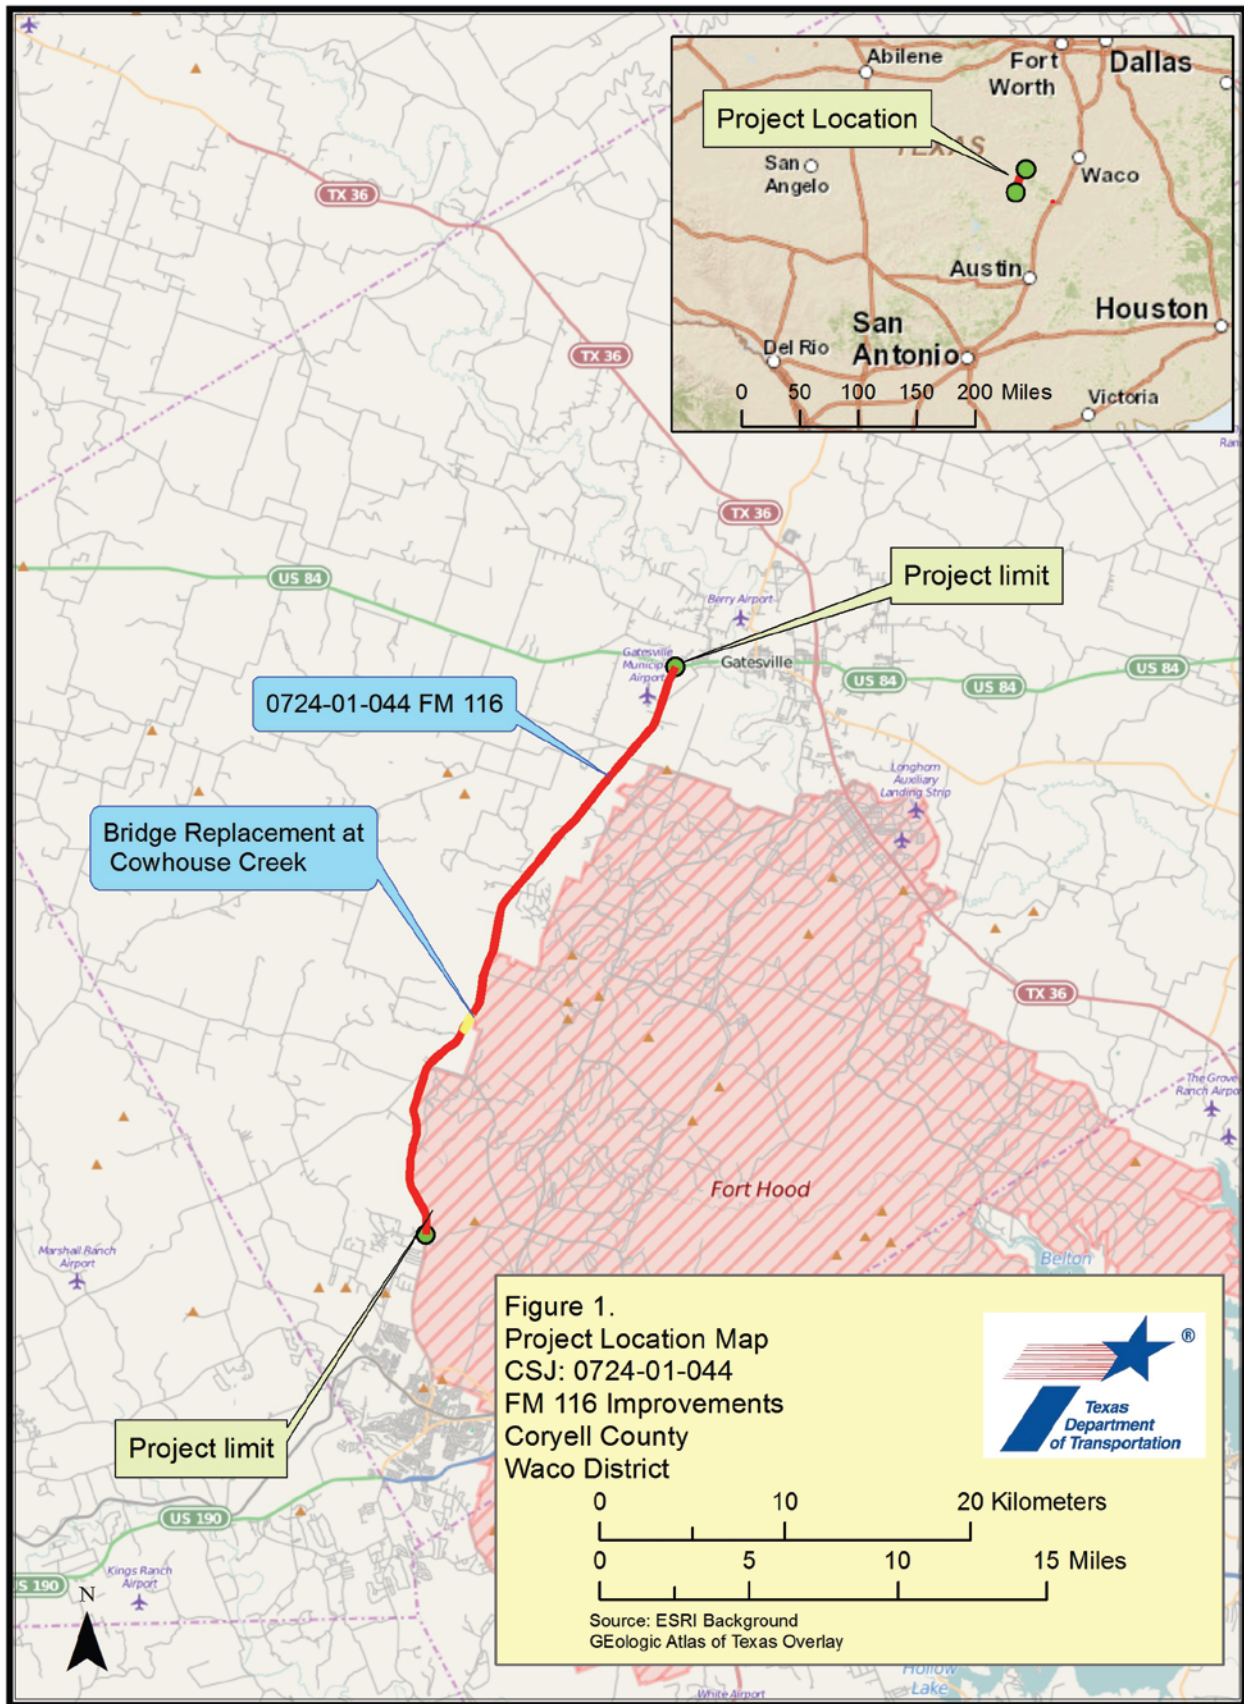 Abilene
Fort
Worth
Dallas
Project Location
TEXAS
San
Angelo
Waco
Austin
Houston
San
Antonio
Del Rio
Victoria
0 50 100 150 200 Miles
TX 36
TX 36
TX 36
US 84
Project limit
Berry Airport
Gatesville
Municip
Airport
Gatesville
US 84
US 84
US 84
0724-01-044 FM 116
Longhorn
Auxiliary
Landing Strip
Bridge Replacement at
Cowhouse Creek
TX 36
The Grove
Ranch Airpo
Fort Hood
Marshall Ranch
Airport
Belton
Project limit
US 190
US 190
Kings Ranch
Airport
N
Figure 1.
Project Location Map
CSJ: 0724-01-044
FM 116 Improvements
Coryell County
Waco District
®
Texas
Department
of Transportation
0 10 20 Kilometers
0 5 10 15 Miles
Source: ESRI Background
GEologic Atlas of Texas Overlay
Hollow
Lake
White Airport